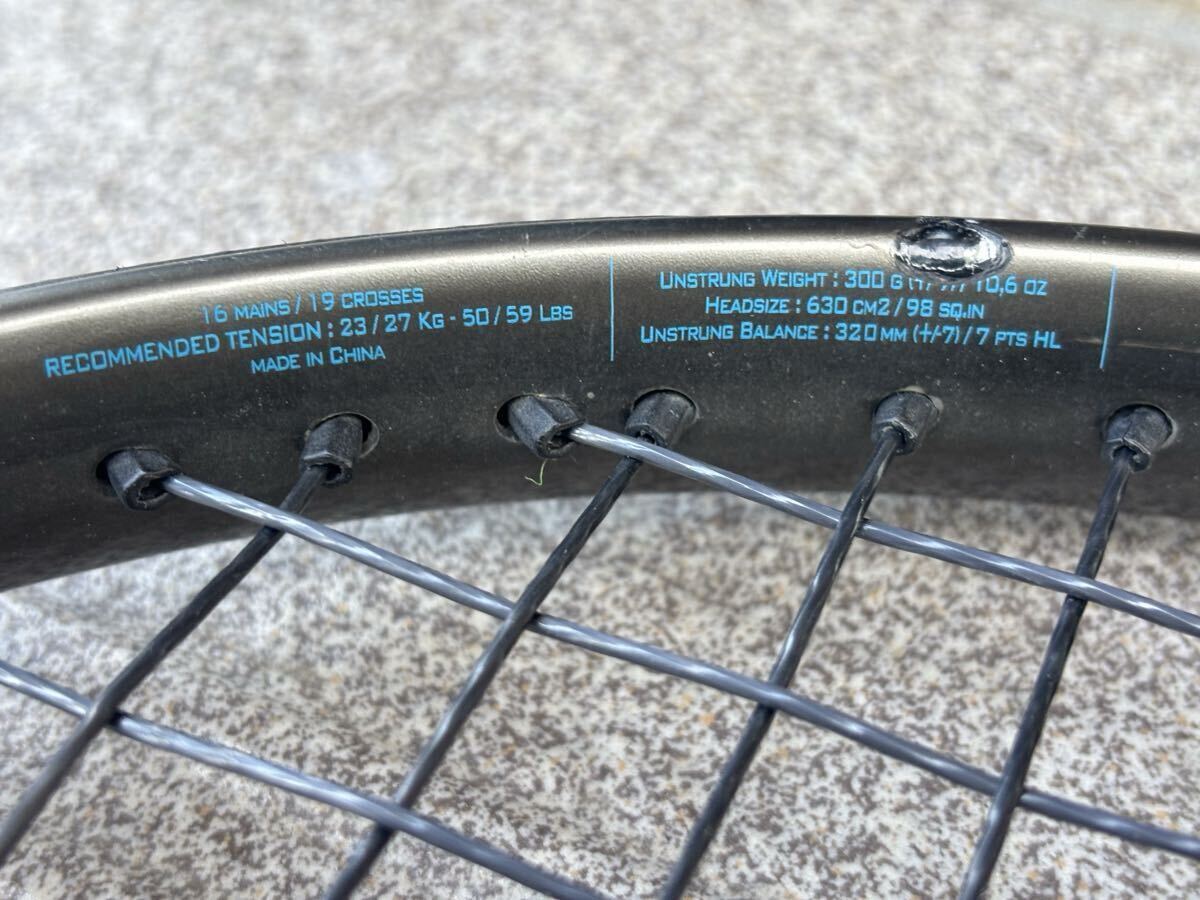 16 MAINS / 19 CROSSES
RECOMMENDED TENSION : 23 / 27 KG - 50 / 59 LBS
MADE IN CHINA
UNSTRUNG WEIGHT : 300 G (+/-7) / 10,6 OZ
HEADSIZE : 630 CM2 / 98 SQ.IN
UNSTRUNG BALANCE : 320 MM (+/-7) / 7 PTS HL